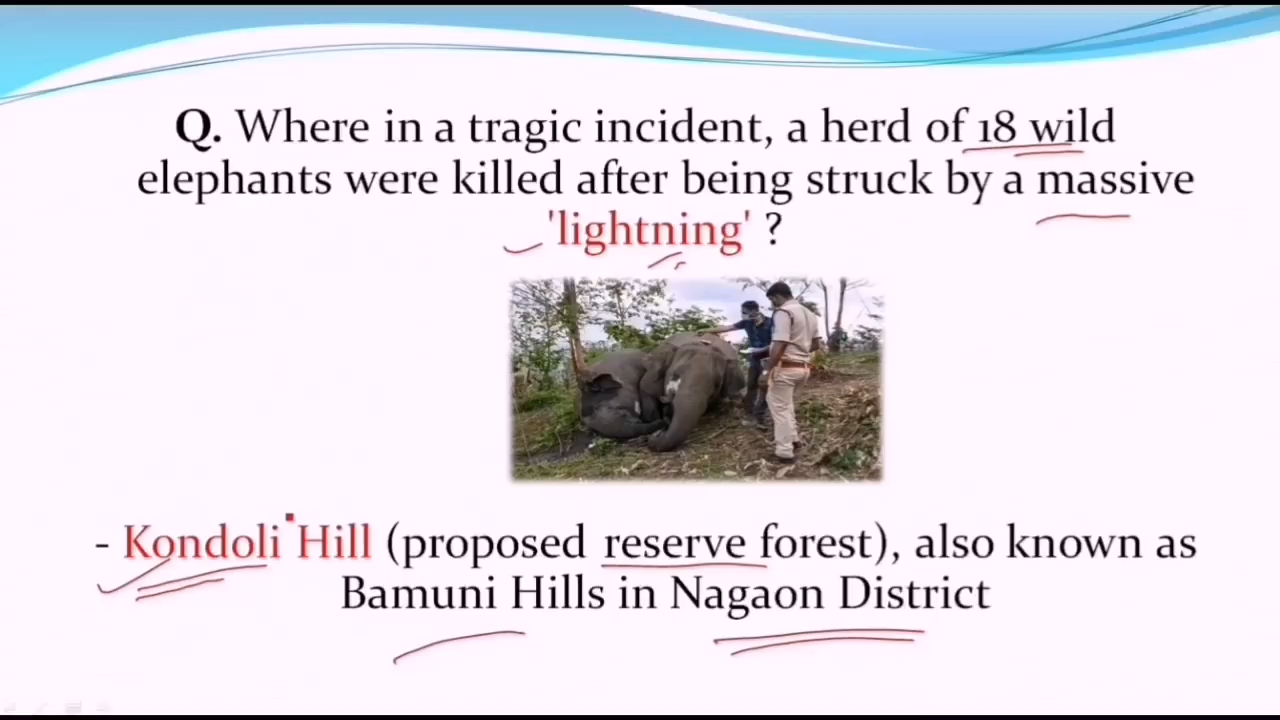 Q. Where in a tragic incident, a herd of 18 wild
elephants were killed after being struck by a massive
'lightning' ?
- Kondoli Hill (proposed reserve forest), also known as
Bamuni Hills in Nagaon District